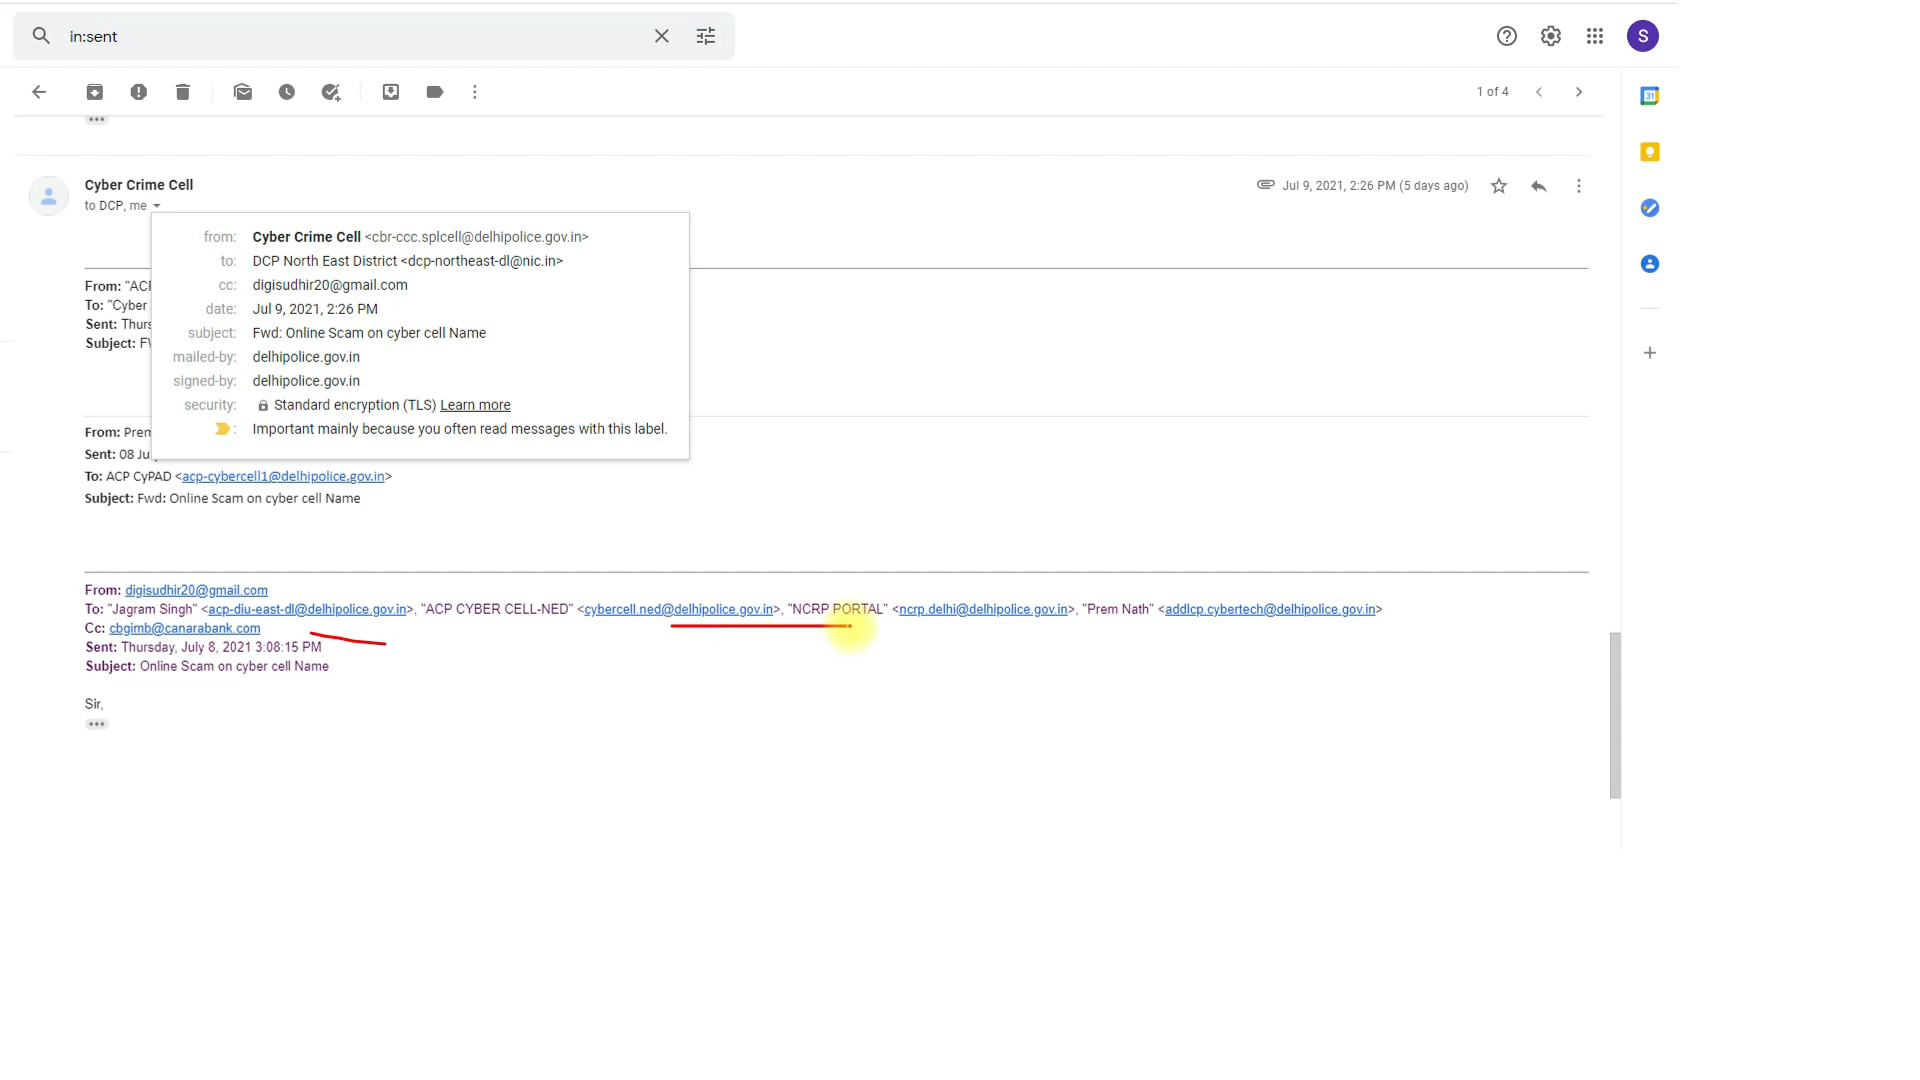 in:sent
S
1 of 4
31
Cyber Crime Cell
Jul 9, 2021, 2:26 PM (5 days ago)
to DCP, me
from: Cyber Crime Cell <cbr-ccc.splcell@delhipolice.gov.in>
to: DCP North East District <dcp-northeast-dl@nic.in>
cc: digisudhir20@gmail.com
date: Jul 9, 2021, 2:26 PM
subject: Fwd: Online Scam on cyber cell Name
mailed-by: delhipolice.gov.in
signed-by: delhipolice.gov.in
security: Standard encryption (TLS) Learn more
: Important mainly because you often read messages with this label.
From: "ACP
To: "Cyber
Sent: Thurs
Subject: FW
From: Prem
Sent: 08 Ju
To: ACP CyPAD <acp-cybercell1@delhipolice.gov.in>
Subject: Fwd: Online Scam on cyber cell Name
From: digisudhir20@gmail.com
To: "Jagram Singh" <acp-diu-east-dl@delhipolice.gov.in>, "ACP CYBER CELL-NED" <cybercell.ned@delhipolice.gov.in>, "NCRP PORTAL" <ncrp.delhi@delhipolice.gov.in>, "Prem Nath" <addlcp.cybertech@delhipolice.gov.in>
Cc: cbgimb@canarabank.com
Sent: Thursday, July 8, 2021 3:08:15 PM
Subject: Online Scam on cyber cell Name
Sir,